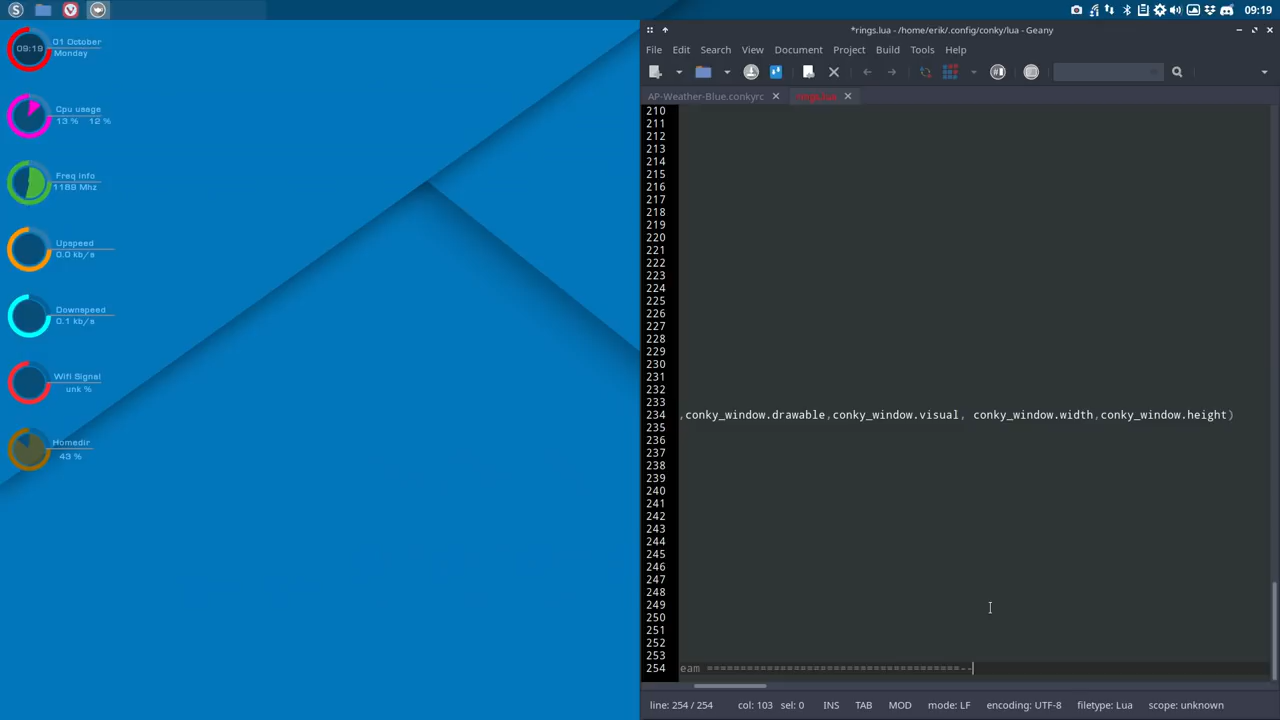 09:19
*rings.lua - /home/erik/.config/conky/lua - Geany
File Edit Search View Document Project Build Tools Help
AP-Weather-Blue.conkyrc
rings.lua
09:19
01 October
Monday
Cpu usage
13 % 12 %
Freq info
1189 Mhz
Upspeed
0.0 kb/s
Downspeed
0.1 kb/s
Wifi Signal
unk %
Homedir
43 %
210
211
212
213
214
215
216
217
218
219
220
221
222
223
224
225
226
227
228
229
230
231
232
233
234 ,conky_window.drawable,conky_window.visual, conky_window.width,conky_window.height)
235
236
237
238
239
240
241
242
243
244
245
246
247
248
249
250
251
252
253
254 eam ======================================--
line: 254 / 254 col: 103 sel: 0 INS TAB MOD mode: LF encoding: UTF-8 filetype: Lua scope: unknown